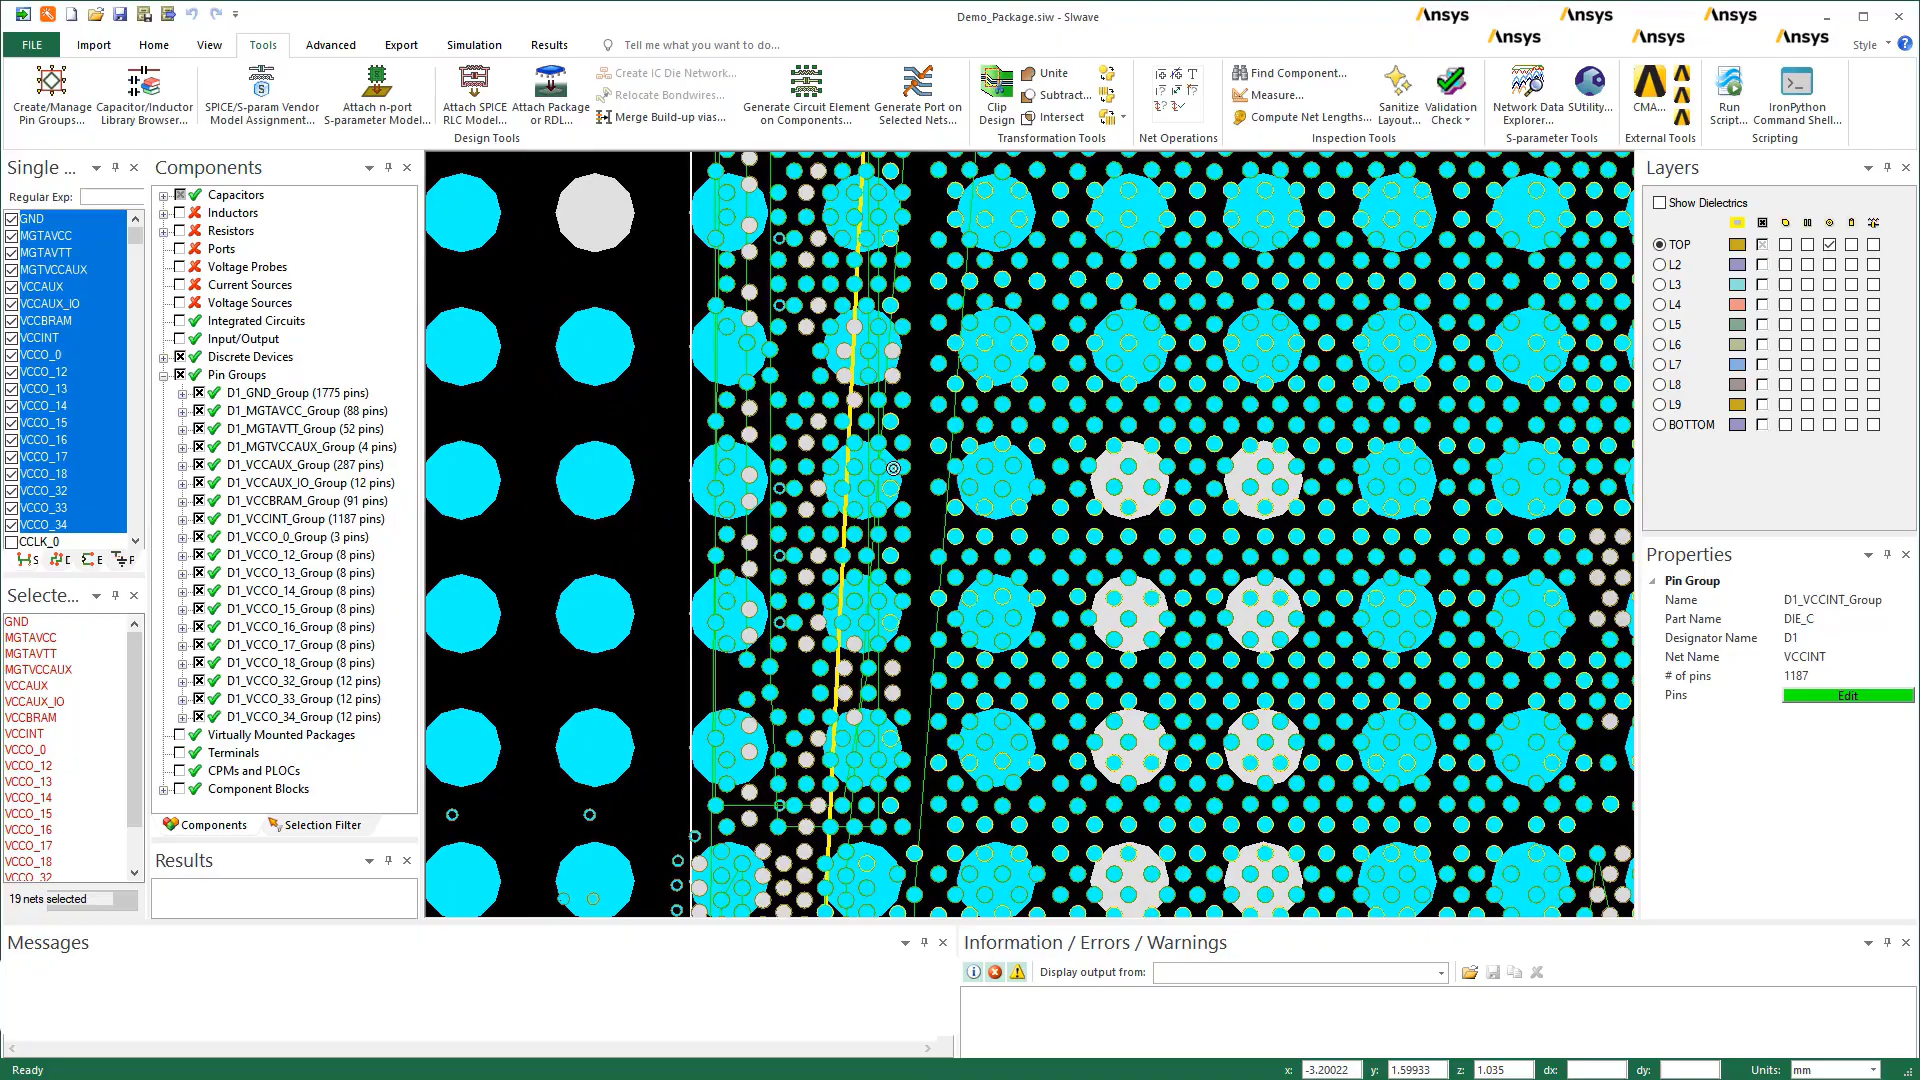 Demo_Package.siw - SIwave
Ansys
Ansys
Ansys
Ansys
Ansys
Ansys
FILE
Import
Home
View
Tools
Advanced
Export
Simulation
Results
Tell me what you want to do...
Style
Create/Manage
Pin Groups...
Capacitor/Inductor
Library Browser...
SPICE/S-param Vendor
Model Assignment...
Attach n-port
S-parameter Model...
Attach SPICE
RLC Model...
Attach Package
or RDL...
Create IC Die Network...
Relocate Bondwires...
Merge Build-up vias...
Generate Circuit Element
on Components...
Generate Port on
Selected Nets...
Design Tools
Clip
Design
Unite
Subtract...
Intersect
Transformation Tools
Net Operations
Find Component...
Measure...
Compute Net Lengths...
Sanitize
Layout...
Validation
Check
Inspection Tools
Network Data
Explorer...
SUtility...
S-parameter Tools
CMA...
External Tools
Run
Script...
IronPython
Command Shell...
Scripting
Single ...
Regular Exp:
GND
MGTAVCC
MGTAVTT
MGTVCCAUX
VCCAUX
VCCAUX_IO
VCCBRAM
VCCINT
VCCO_0
VCCO_12
VCCO_13
VCCO_14
VCCO_15
VCCO_16
VCCO_17
VCCO_18
VCCO_32
VCCO_33
VCCO_34
CCLK_0
S
E
E
F
Selecte...
GND
MGTAVCC
MGTAVTT
MGTVCCAUX
VCCAUX
VCCAUX_IO
VCCBRAM
VCCINT
VCCO_0
VCCO_12
VCCO_13
VCCO_14
VCCO_15
VCCO_16
VCCO_17
VCCO_18
VCCO_32
19 nets selected
Components
Capacitors
Inductors
Resistors
Ports
Voltage Probes
Current Sources
Voltage Sources
Integrated Circuits
Input/Output
Discrete Devices
Pin Groups
D1_GND_Group (1775 pins)
D1_MGTAVCC_Group (88 pins)
D1_MGTAVTT_Group (52 pins)
D1_MGTVCCAUX_Group (4 pins)
D1_VCCAUX_Group (287 pins)
D1_VCCAUX_IO_Group (12 pins)
D1_VCCBRAM_Group (91 pins)
D1_VCCINT_Group (1187 pins)
D1_VCCO_0_Group (3 pins)
D1_VCCO_12_Group (8 pins)
D1_VCCO_13_Group (8 pins)
D1_VCCO_14_Group (8 pins)
D1_VCCO_15_Group (8 pins)
D1_VCCO_16_Group (8 pins)
D1_VCCO_17_Group (8 pins)
D1_VCCO_18_Group (8 pins)
D1_VCCO_32_Group (12 pins)
D1_VCCO_33_Group (12 pins)
D1_VCCO_34_Group (12 pins)
Virtually Mounted Packages
Terminals
CPMs and PLOCs
Component Blocks
Components
Selection Filter
Results
Layers
Show Dielectrics
TOP
L2
L3
L4
L5
L6
L7
L8
L9
BOTTOM
Properties
Pin Group
Name D1_VCCINT_Group
Part Name DIE_C
Designator Name D1
Net Name VCCINT
# of pins 1187
Pins Edit
Messages
Information / Errors / Warnings
Display output from:
Ready
x: -3.20022 y: 1.59933 z: 1.035 dx: dy: Units: mm